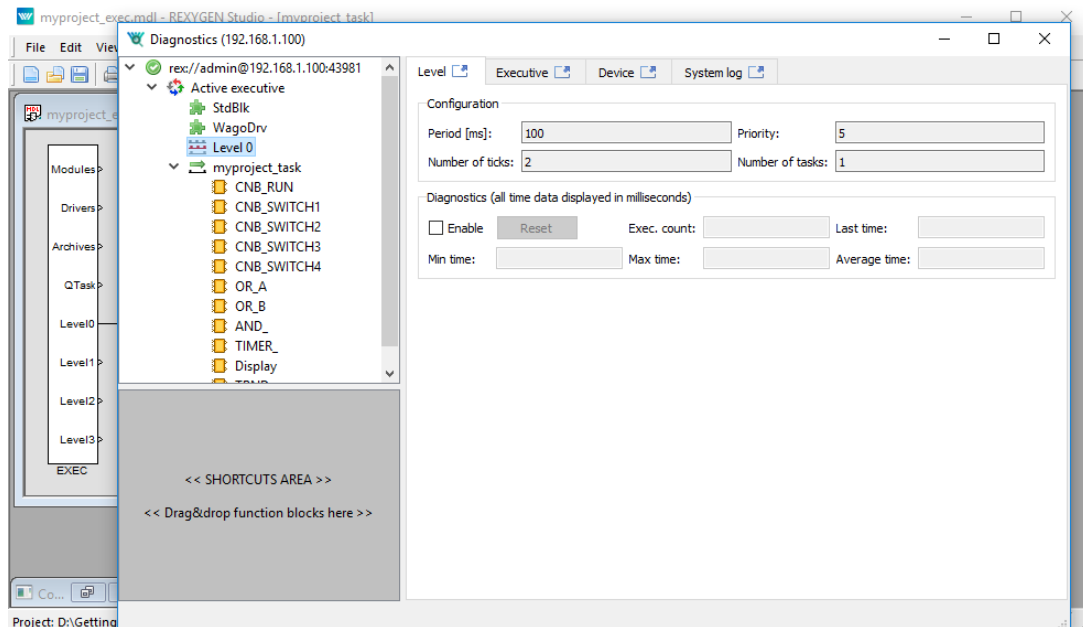 myproject_exec.mdl - REXYGEN Studio - [myproject_task]
File Edit View
Diagnostics (192.168.1.100)
rex://admin@192.168.1.100:43981
Active executive
StdBlk
WagoDrv
Level 0
myproject_task
CNB_RUN
CNB_SWITCH1
CNB_SWITCH2
CNB_SWITCH3
CNB_SWITCH4
OR_A
OR_B
AND_
TIMER_
Display
<< SHORTCUTS AREA >>
<< Drag&drop function blocks here >>
Level Executive Device System log
Configuration
Period [ms]: 100 Priority: 5
Number of ticks: 2 Number of tasks: 1
Diagnostics (all time data displayed in milliseconds)
Enable Reset Exec. count: Last time:
Min time: Max time: Average time:
myproject_e
Modules
Drivers
Archives
QTask
Level0
Level1
Level2
Level3
EXEC
Co...
Project: D:\Getting